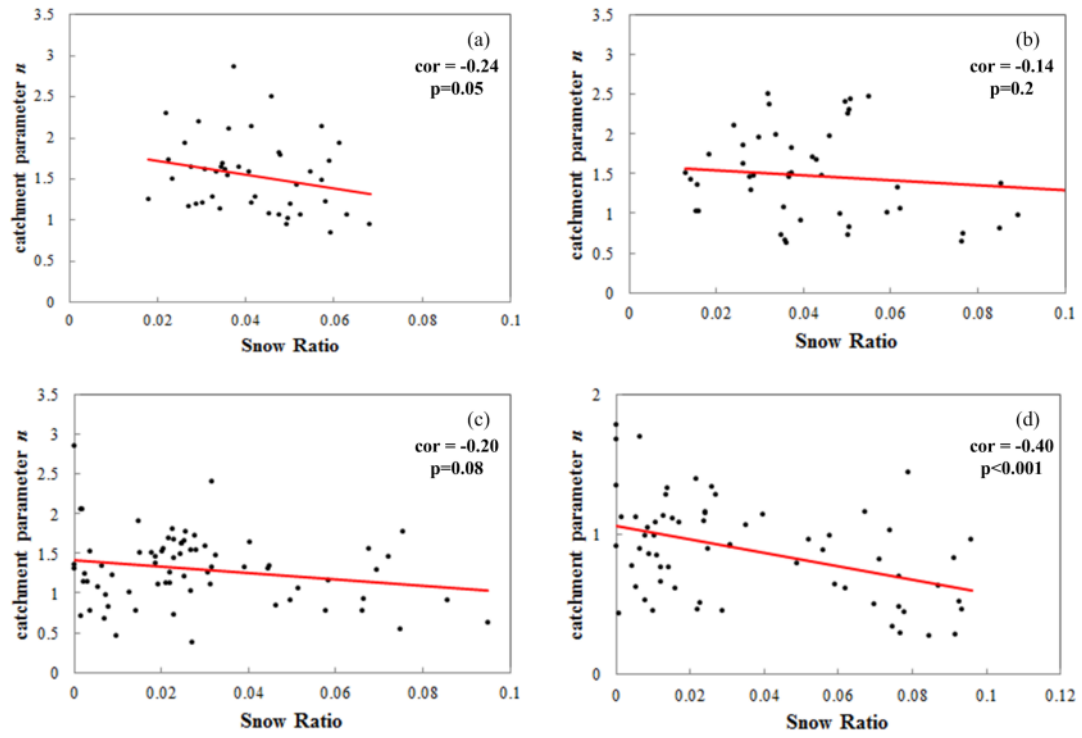 3.5
3
2.5
2
1.5
1
0.5
0
catchment parameter n
(a)
cor = -0.24
p=0.05
0 0.02 0.04 0.06 0.08 0.1
Snow Ratio
3.5
3
2.5
2
1.5
1
0.5
0
catchment parameter n
(b)
cor = -0.14
p=0.2
0 0.02 0.04 0.06 0.08 0.1
Snow Ratio
3.5
3
2.5
2
1.5
1
0.5
0
catchment parameter n
(c)
cor = -0.20
p=0.08
0 0.02 0.04 0.06 0.08 0.1
Snow Ratio
2
1
0
catchment parameter n
(d)
cor = -0.40
p<0.001
0 0.02 0.04 0.06 0.08 0.1 0.12
Snow Ratio